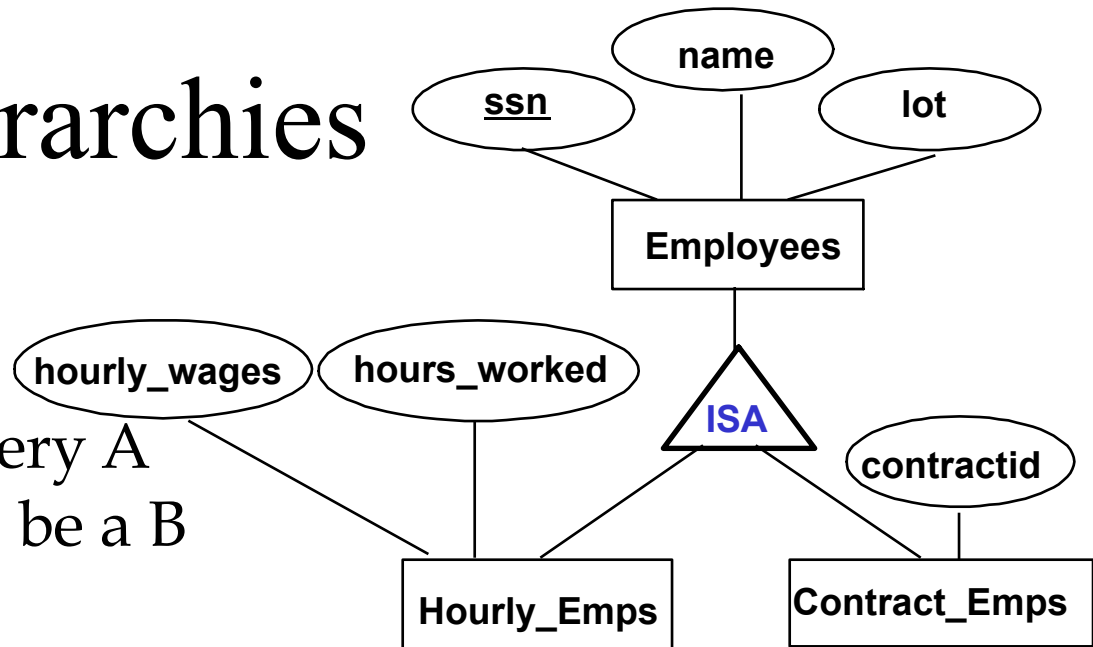 rarchies
name
ssn
lot
Employees
hourly_wages
hours_worked
ISA
contractid
ery A
be a B
Hourly_Emps
Contract_Emps